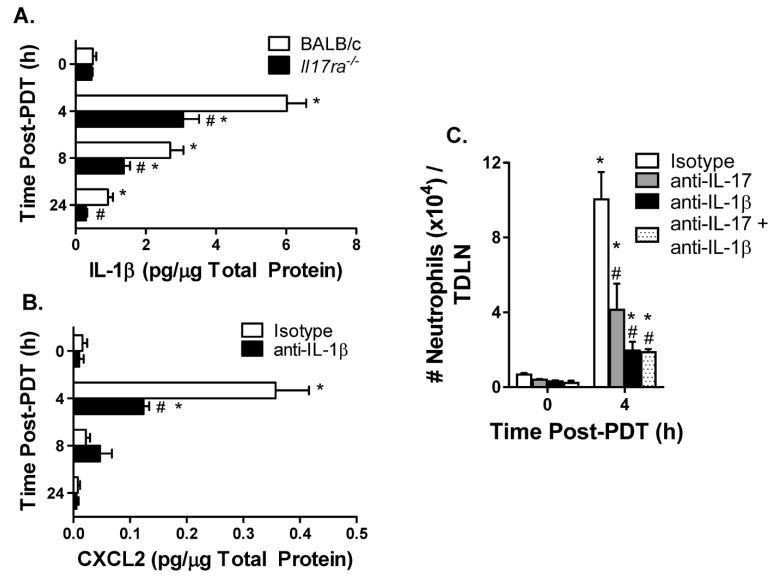 A.
BALB/c
Il17ra-/-
Time Post-PDT (h)
0
4
8
24
*
# *
*
# *
*
#
0 2 4 6 8
IL-1β (pg/μg Total Protein)
B.
Isotype
anti-IL-1β
Time Post-PDT (h)
0
4
8
24
*
# *
0.0 0.1 0.2 0.3 0.4 0.5
CXCL2 (pg/μg Total Protein)
C.
Isotype
anti-IL-17
anti-IL-1β
anti-IL-17 +
anti-IL-1β
# Neutrophils (x10⁴) /
TDLN
12
8
4
0
*
*
#
*
#
*
#
0 4
Time Post-PDT (h)